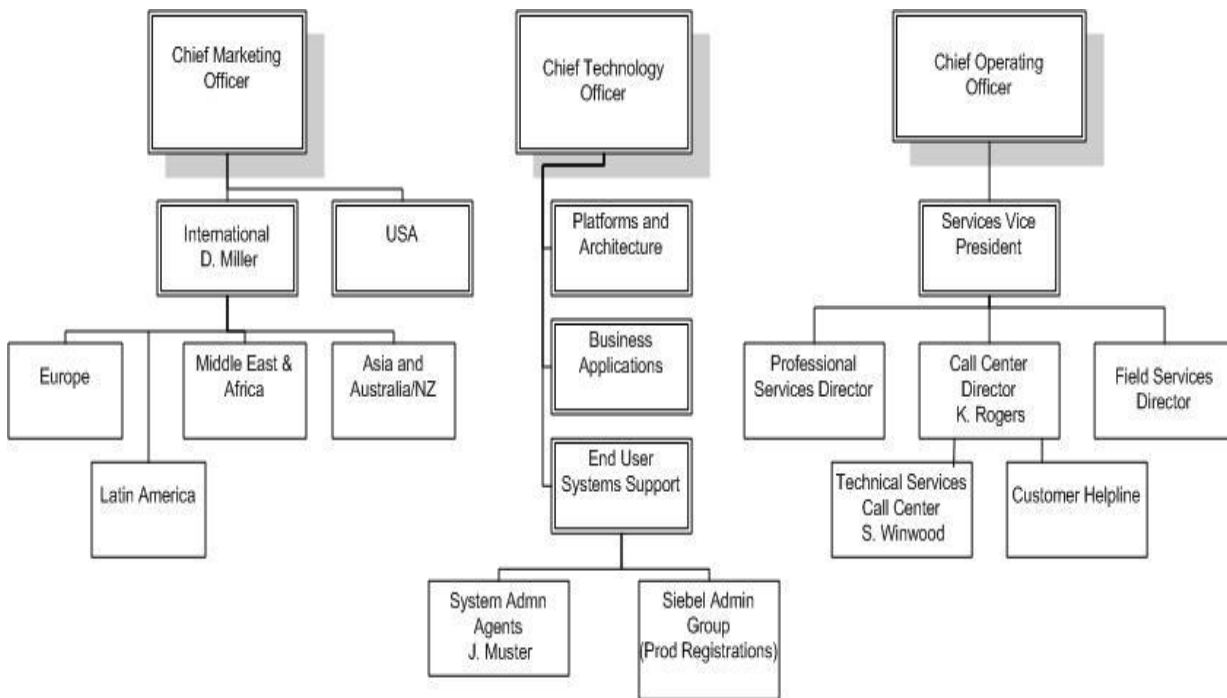 Chief Marketing
Officer
Chief Technology
Officer
Chief Operating
Officer
International
D. Miller
USA
Platforms and
Architecture
Services Vice
President
Europe
Middle East &
Africa
Asia and
Australia/NZ
Latin America
Business
Applications
Professional
Services Director
Call Center
Director
K. Rogers
Field Services
Director
End User
Systems Support
Technical Services
Call Center
S. Winwood
Customer Helpline
System Admn
Agents
J. Muster
Siebel Admin
Group
(Prod Registrations)